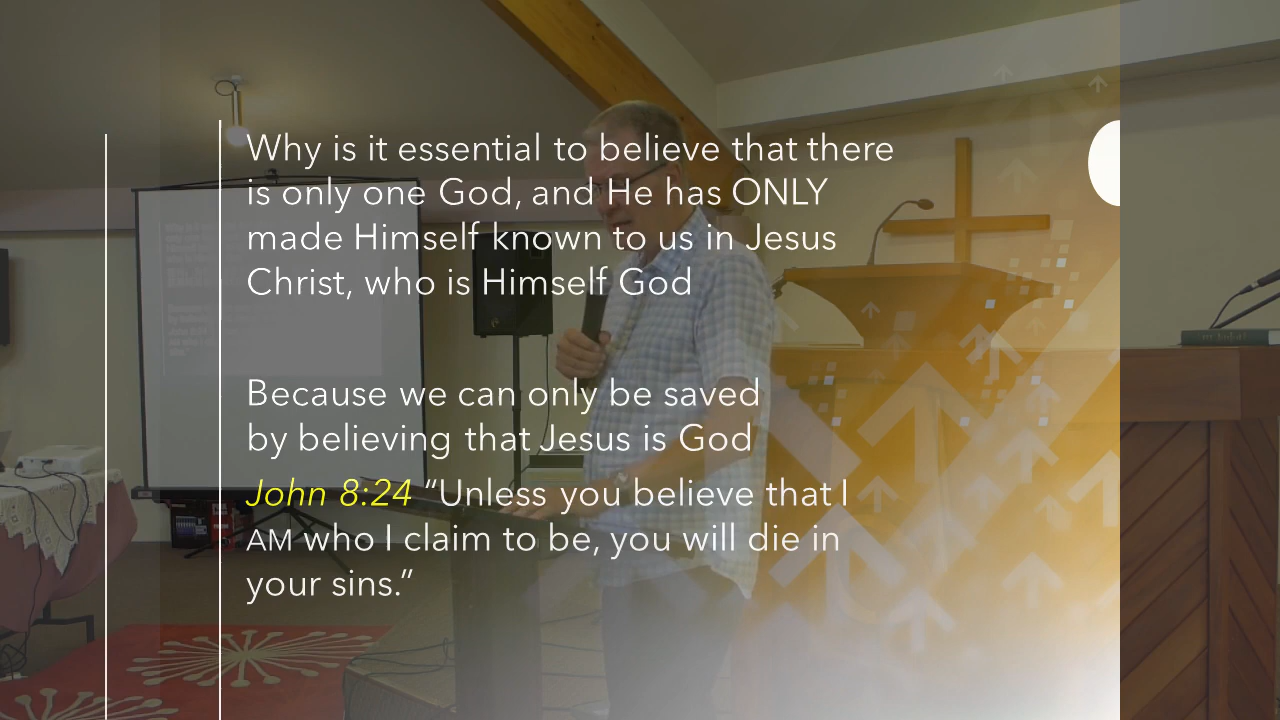 Why is it essential to believe that there
is only one God, and He has ONLY
made Himself known to us in Jesus
Christ, who is Himself God
Because we can only be saved
by believing that Jesus is God
John 8:24 “Unless you believe that I
AM who I claim to be, you will die in
your sins.”